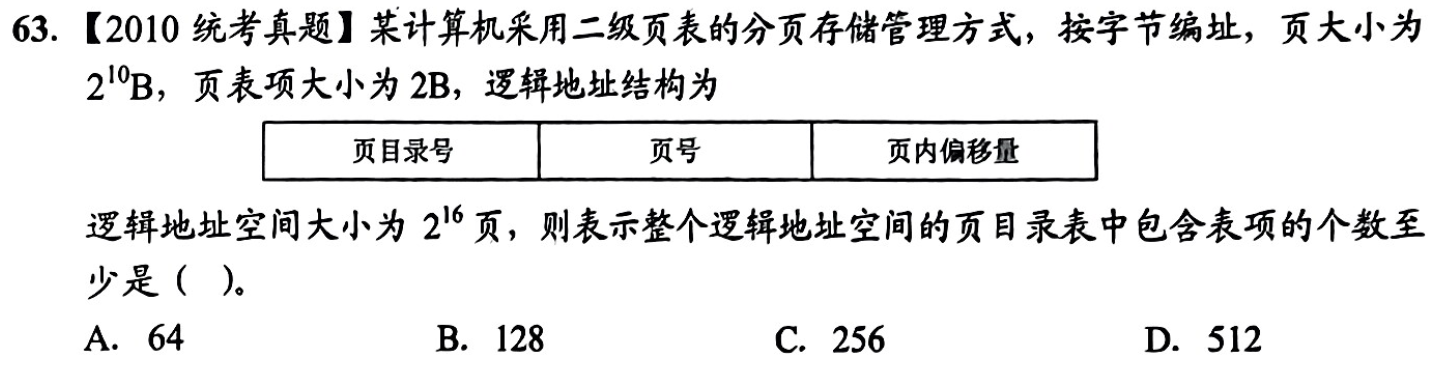 63. 【2010 统考真题】某计算机采用二级页表的分页存储管理方式，按字节编址，页大小为
2¹⁰B，页表项大小为 2B，逻辑地址结构为
页目录号 页号 页内偏移量
逻辑地址空间大小为 2¹⁶ 页，则表示整个逻辑地址空间的页目录表中包含表项的个数至
少是（ ）。
A. 64 B. 128 C. 256 D. 512